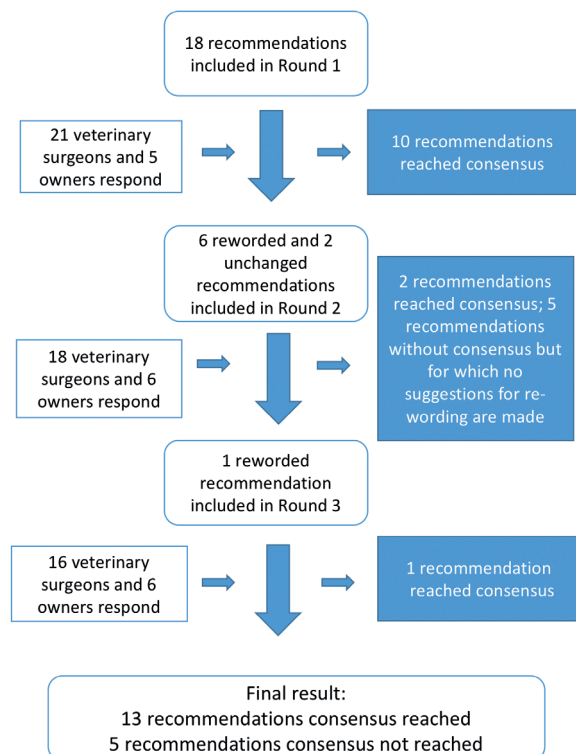 18 recommendations
included in Round 1
21 veterinary
surgeons and 5
owners respond
10 recommendations
reached consensus
6 reworded and 2
unchanged
recommendations
included in Round 2
18 veterinary
surgeons and 6
owners respond
2 recommendations
reached consensus; 5
recommendations
without consensus but
for which no
suggestions for re-
wording are made
1 reworded
recommendation
included in Round 3
16 veterinary
surgeons and 6
owners respond
1 recommendation
reached consensus
Final result:
13 recommendations consensus reached
5 recommendations consensus not reached